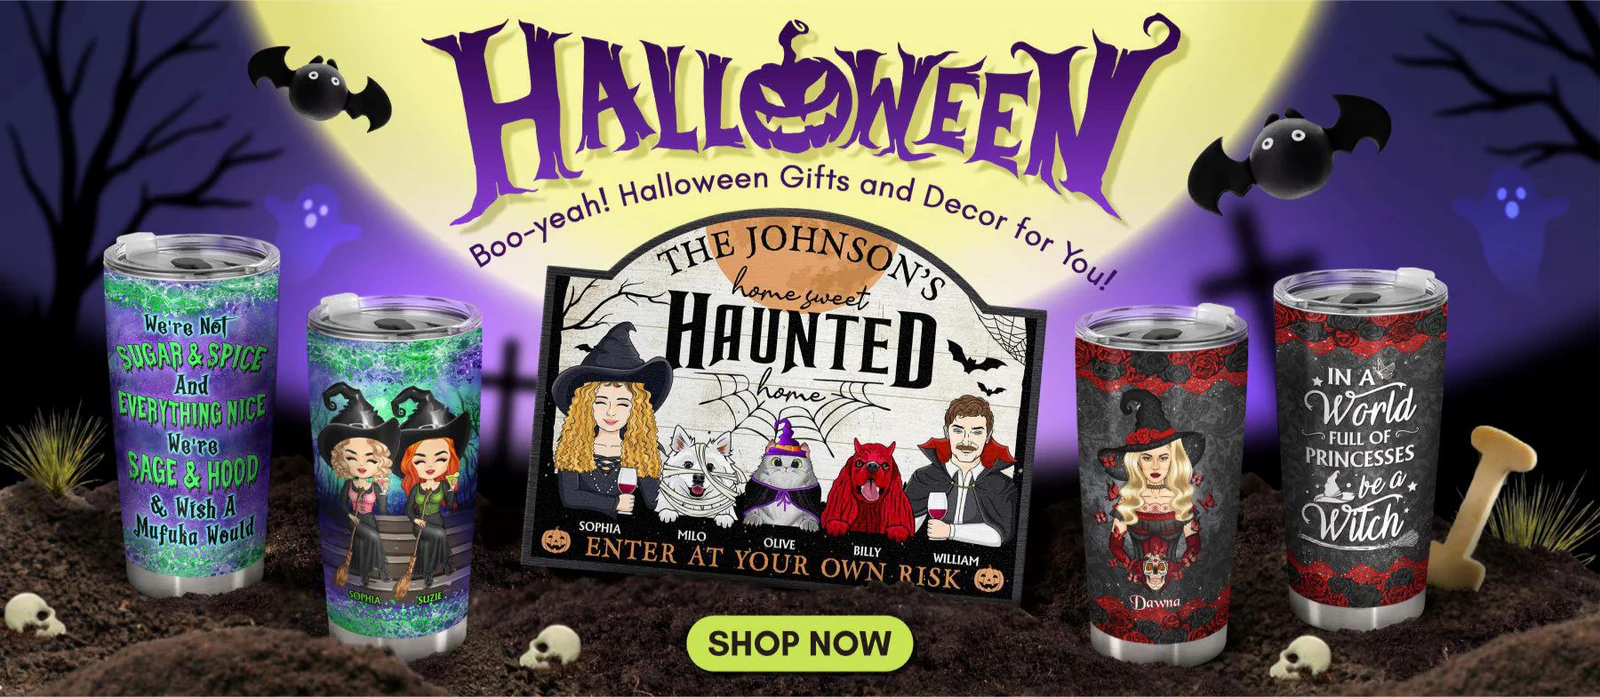 HALLOWEEN
Boo-yeah! Halloween Gifts and Decor for You!
We're Not
SUGAR & SPICE
And
EVERYTHING NICE
We're
SAGE & HOOD
& Wish A
Mufuka Would
SOPHIA SUZIE
THE JOHNSON'S
home sweet
HAUNTED
home
SOPHIA MILO OLIVE BILLY WILLIAM
ENTER AT YOUR OWN RISK
Dawna
IN A
World
FULL OF
PRINCESSES
be a
Witch
SHOP NOW